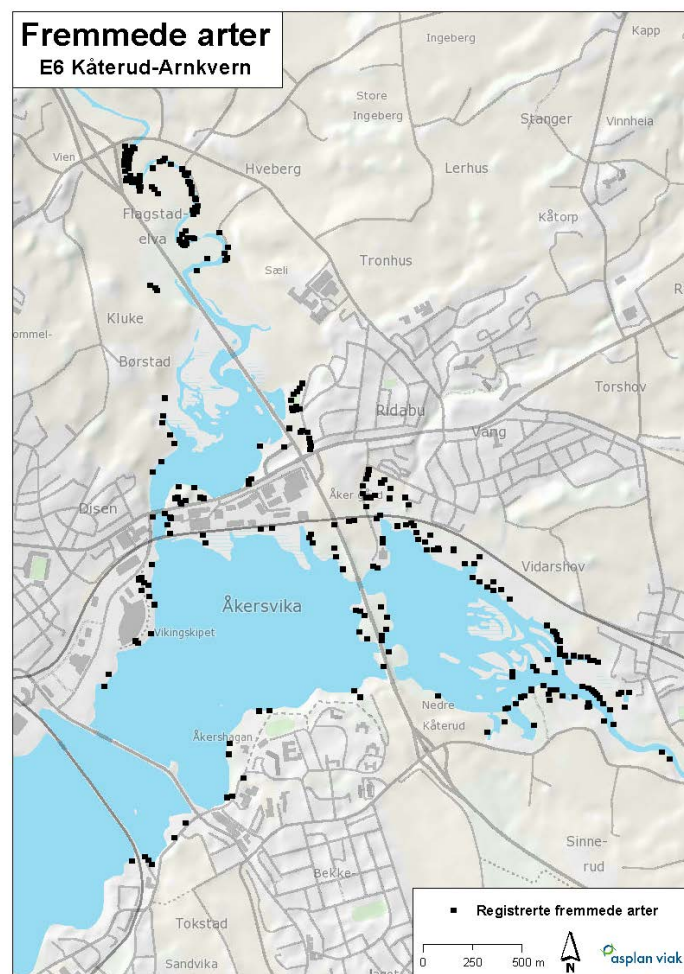 Fremmede arter
E6 Kåterud-Arnkvern
Kapp
Ingeberg
Store
Ingeberg
Stanger
Vinnheia
Vien
Hveberg
Lerhus
Flagstad-
elva
Kåtorp
Tronhus
Sæli
R
ommel-
Kluke
Børstad
Torshov
Ridabu
Vang
Disen
Åker gård
Vidarshov
Åkersvika
Vikingskipet
Nedre
Kåterud
Åkershagan
Sinne-
rud
Bekke-
Tokstad
Sandvika
Registrerte fremmede arter
0 250 500 m
N
asplan viak